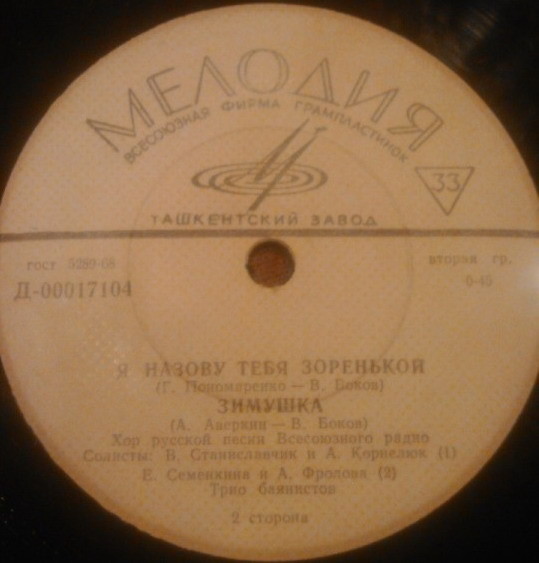 МЕЛОДИЯ
ВСЕСОЮЗНАЯ ФИРМА ГРАМПЛАСТИНОК
33
ТАШКЕНТСКИЙ ЗАВОД
гост 5289-68
вторая гр.
Д-00017104
0-45
Я НАЗОВУ ТЕБЯ ЗОРЕНЬКОЙ
(Г. Пономаренко — В. Боков)
ЗИМУШКА
(А. Аверкин — В. Боков)
Хор русской песни Всесоюзного радио
Солисты: В. Станиславчик и А. Корнелюк (1)
Е. Семенкина и А. Фролова (2)
Трио баянистов
2 сторона